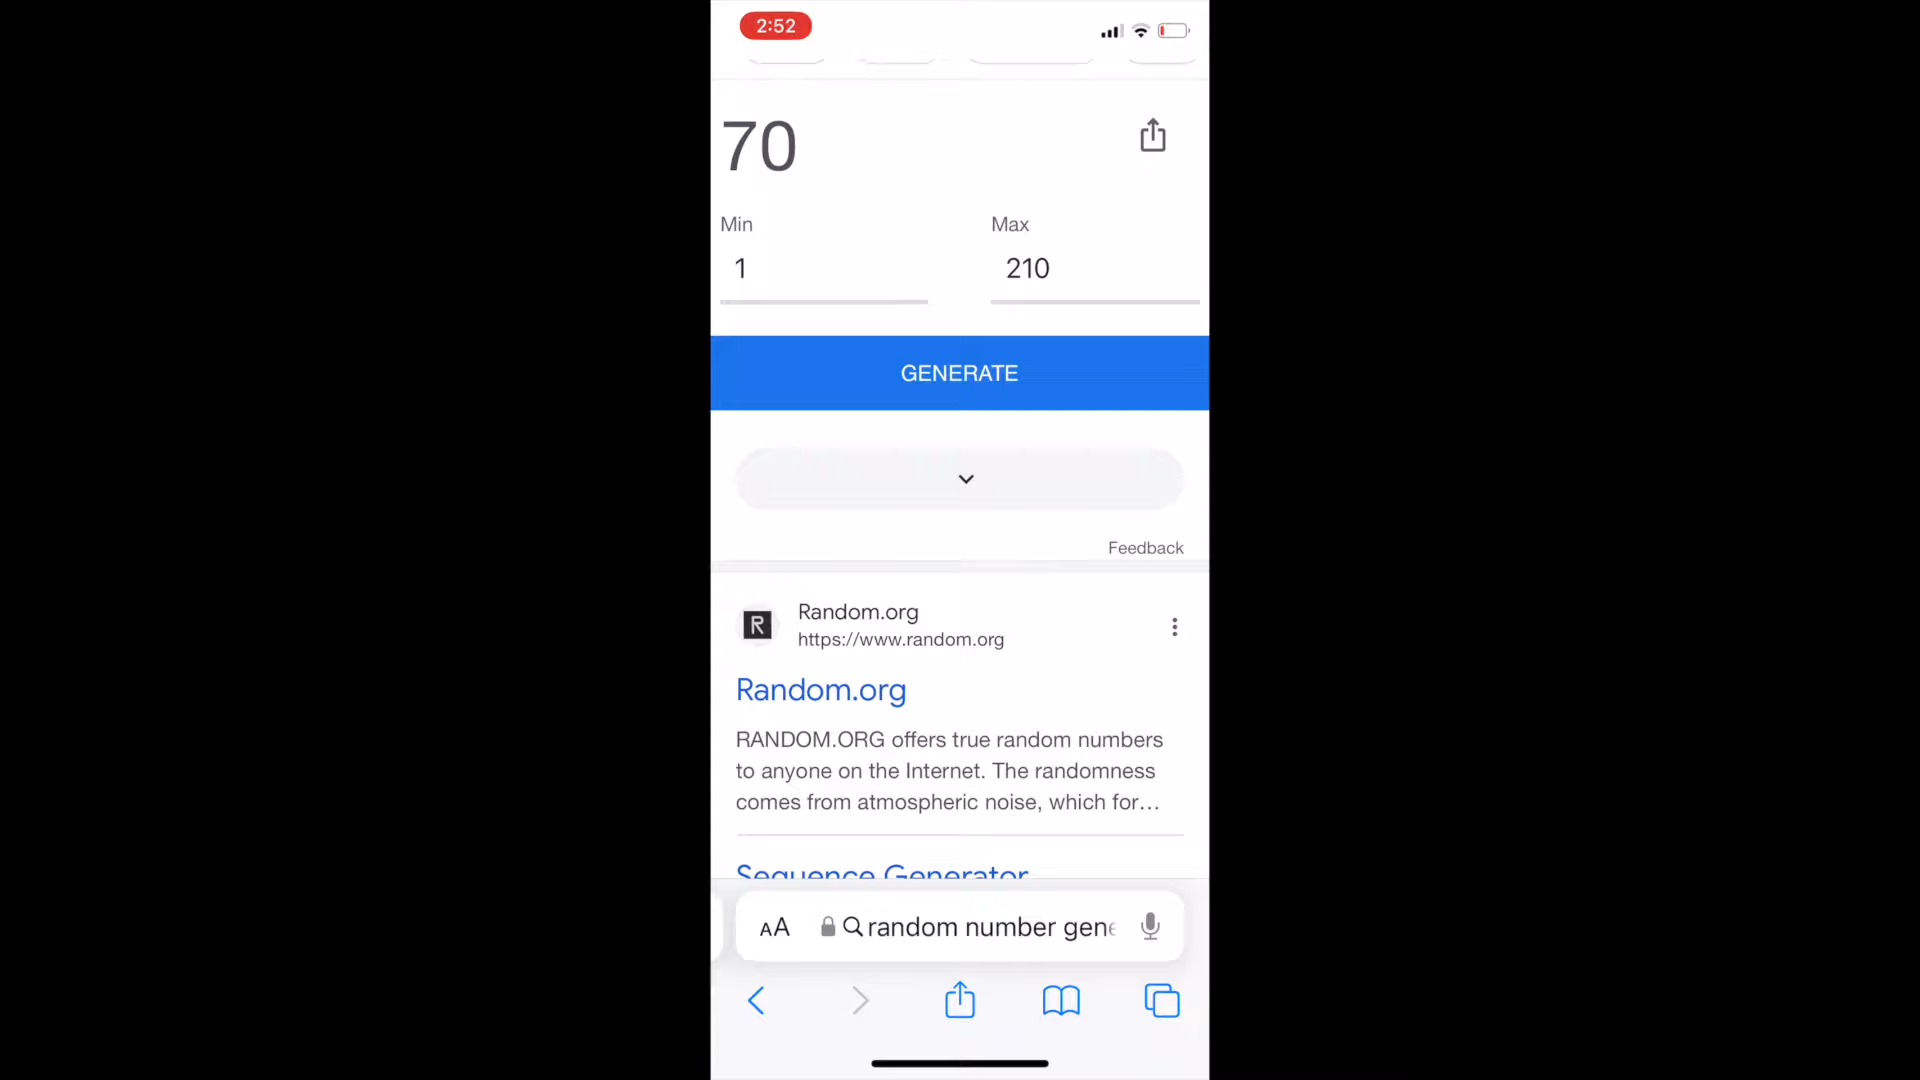 2:52
70
Min
Max
1
210
GENERATE
Feedback
R
Random.org
https://www.random.org
Random.org
RANDOM.ORG offers true random numbers
to anyone on the Internet. The randomness
comes from atmospheric noise, which for...
Sequence Generator
AA random number gene